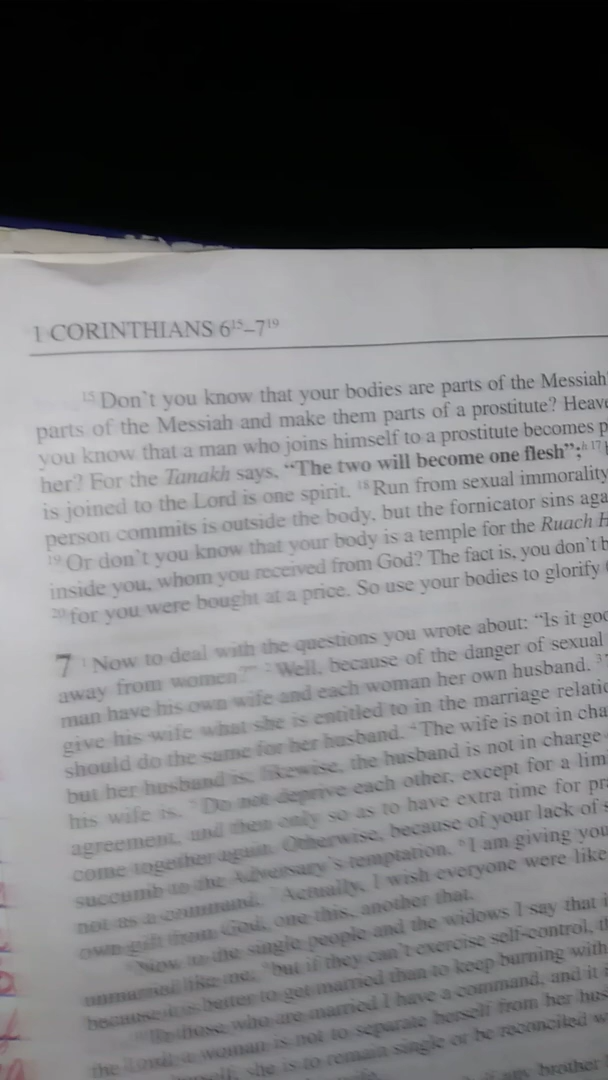 1 CORINTHIANS 6¹⁵–7¹⁹
¹⁵ Don't you know that your bodies are parts of the Messiah
parts of the Messiah and make them parts of a prostitute? Heave
you know that a man who joins himself to a prostitute becomes p
her? For the Tanakh says, “The two will become one flesh”;ʰ ¹⁷
is joined to the Lord is one spirit. ¹⁸ Run from sexual immorality
person commits is outside the body, but the fornicator sins aga
¹⁹ Or don't you know that your body is a temple for the Ruach H
inside you, whom you received from God? The fact is, you don't b
²⁰ for you were bought at a price. So use your bodies to glorify
7 ¹ Now to deal with the questions you wrote about: “Is it goo
away from women?” ² Well, because of the danger of sexual
man have his own wife and each woman her own husband. ³
give his wife what she is entitled to in the marriage relatio
should do the same for her husband. ⁴ The wife is not in cha
but her husband is; likewise, the husband is not in charge
his wife is. ⁵ Do not deprive each other, except for a lim
agreement, and then only so as to have extra time for pra
come together again. Otherwise, because of your lack of s
succumb to the Adversary's temptation. ⁶ I am giving you
not as a command. ⁷ Actually, I wish everyone were like
own gift from God, one this, another that.
⁸ Now to the single people and the widows I say that i
unmarried like me; ⁹ but if they can't exercise self-control, th
because it is better to get married than to keep burning with
¹⁰ To those who are married I have a command, and it
the Lord: a woman is not to separate herself from her hus
she is to remain single or be reconciled w
any brother